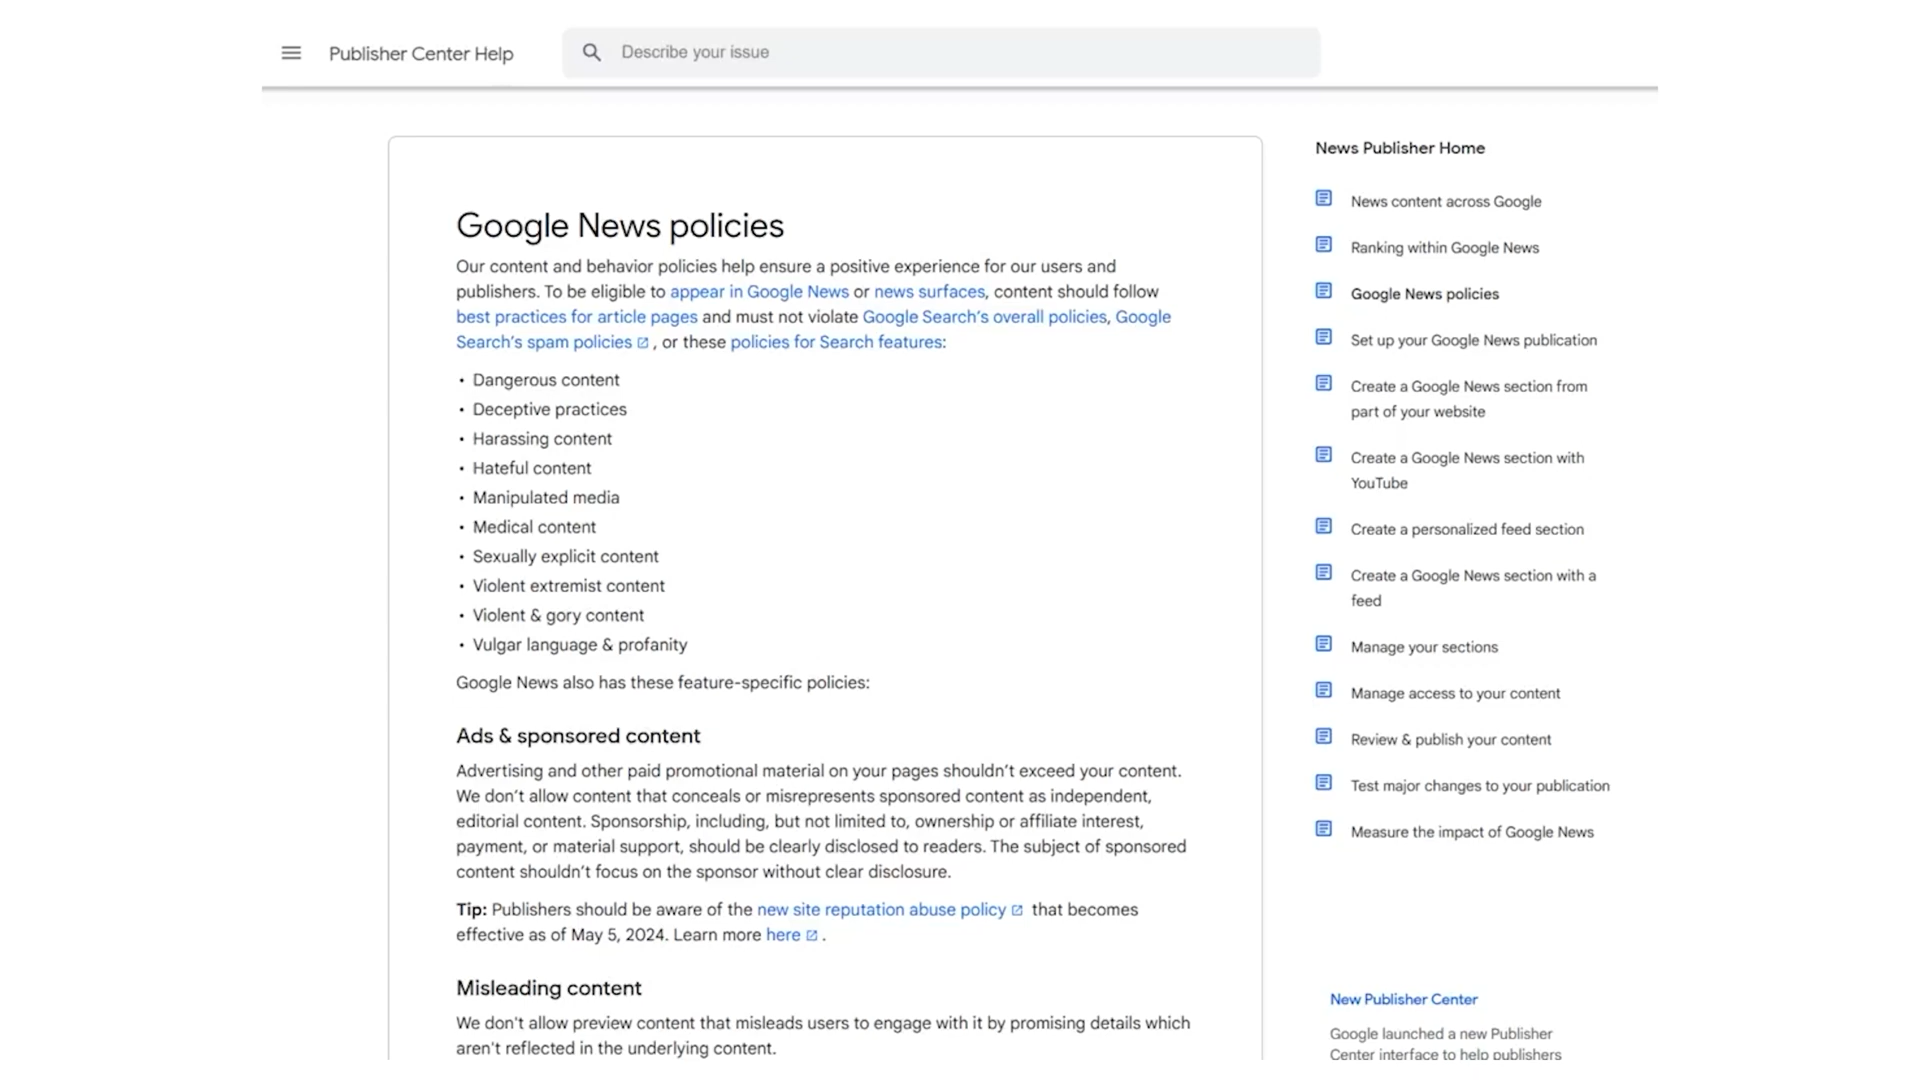 Publisher Center Help
Describe your issue
Google News policies
Our content and behavior policies help ensure a positive experience for our users and
publishers. To be eligible to appear in Google News or news surfaces, content should follow
best practices for article pages and must not violate Google Search's overall policies, Google
Search's spam policies , or these policies for Search features:
• Dangerous content
• Deceptive practices
• Harassing content
• Hateful content
• Manipulated media
• Medical content
• Sexually explicit content
• Violent extremist content
• Violent & gory content
• Vulgar language & profanity
Google News also has these feature-specific policies:
Ads & sponsored content
Advertising and other paid promotional material on your pages shouldn't exceed your content.
We don't allow content that conceals or misrepresents sponsored content as independent,
editorial content. Sponsorship, including, but not limited to, ownership or affiliate interest,
payment, or material support, should be clearly disclosed to readers. The subject of sponsored
content shouldn't focus on the sponsor without clear disclosure.
Tip: Publishers should be aware of the new site reputation abuse policy that becomes
effective as of May 5, 2024. Learn more here .
Misleading content
We don't allow preview content that misleads users to engage with it by promising details which
aren't reflected in the underlying content.
News Publisher Home
News content across Google
Ranking within Google News
Google News policies
Set up your Google News publication
Create a Google News section from
part of your website
Create a Google News section with
YouTube
Create a personalized feed section
Create a Google News section with a
feed
Manage your sections
Manage access to your content
Review & publish your content
Test major changes to your publication
Measure the impact of Google News
New Publisher Center
Google launched a new Publisher
Center interface to help publishers